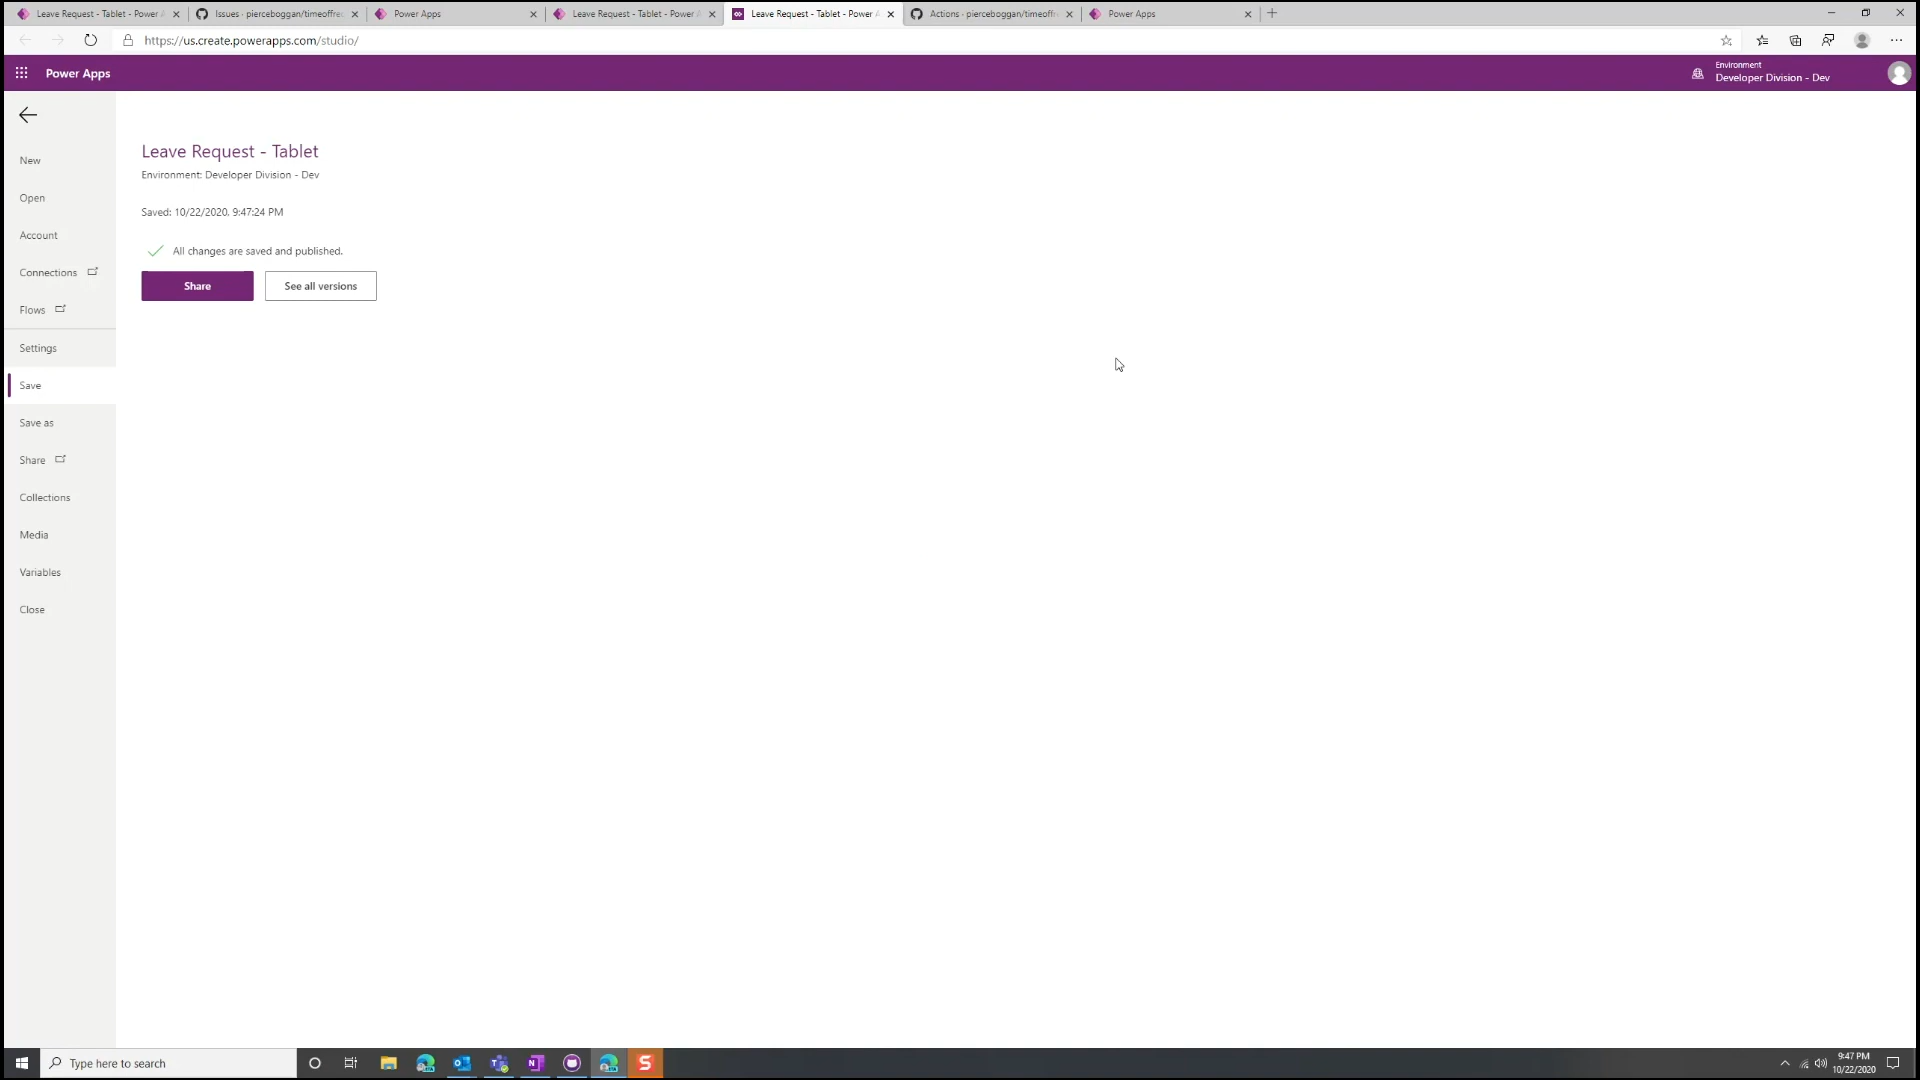 Leave Request - Tablet - Power A
Issues · pierceboggan/timeoffrec
Power Apps
Leave Request - Tablet - Power A
Leave Request - Tablet - Power A
Actions · pierceboggan/timeoffr
Power Apps
https://us.create.powerapps.com/studio/
Power Apps
Environment
Developer Division - Dev
New
Open
Account
Connections
Flows
Settings
Save
Save as
Share
Collections
Media
Variables
Close
Leave Request - Tablet
Environment: Developer Division - Dev
Saved: 10/22/2020, 9:47:24 PM
All changes are saved and published.
Share
See all versions
Type here to search
9:47 PM
10/22/2020